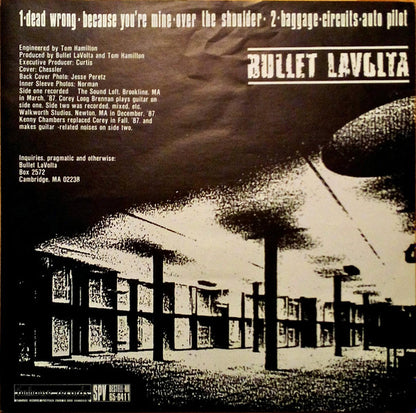 1·dead wrong·because you're mine·over the shoulder·2·baggage·circuits·auto pilot
BULLET LAVOLTA
Engineered by Tom Hamilton
Produced by Bullet LaVolta and Tom Hamilton
Executive Producer: Curtis
Cover: Chessler
Back Cover Photo: Jesse Peretz
Inner Sleeve Photos: Norman
Side one recorded The Sound Loft, Brookline, MA
in March, '87. Corey Loog Brennan plays guitar on
side one. Side two was recorded, mixed, etc.
Walkworth Studios, Newton, MA in December, '87.
Kenny Chambers replaced Corey in Fall, '87, and
makes guitar -related noises on side two.
Inquiries, pragmatic and otherwise:
Bullet LaVolta
Box 2572
Cambridge, MA 02238
records
SPV
BESTELL-NR
85-6411